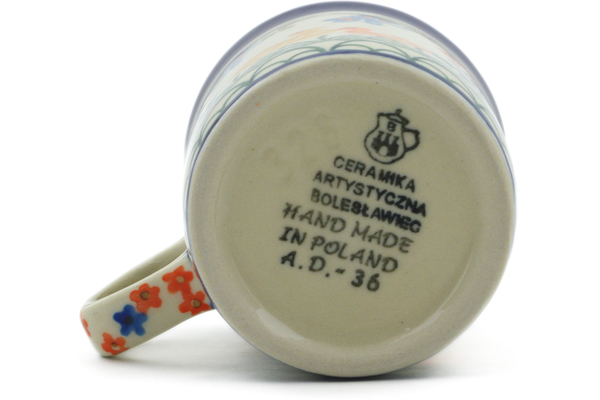 B
CERAMIKA
ARTYSTYCZNA
BOLESŁAWIEC
HAND MADE
IN POLAND
A.D.-36